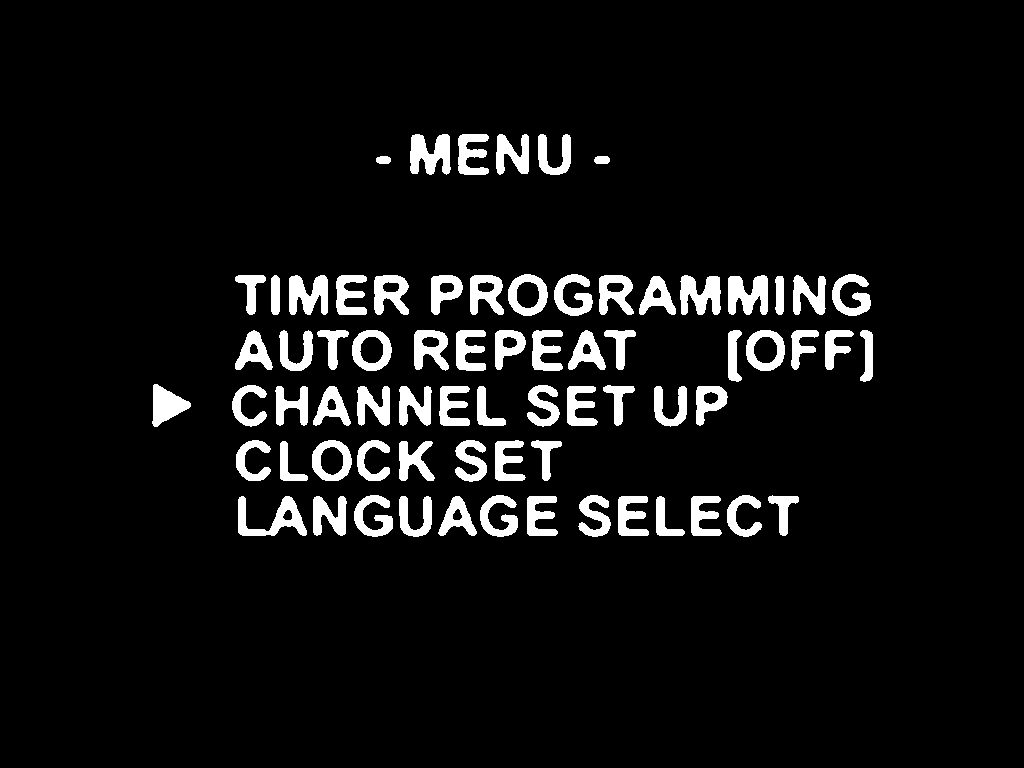 - MENU -
TIMER PROGRAMMING
AUTO REPEAT [OFF]
▶ CHANNEL SET UP
CLOCK SET
LANGUAGE SELECT